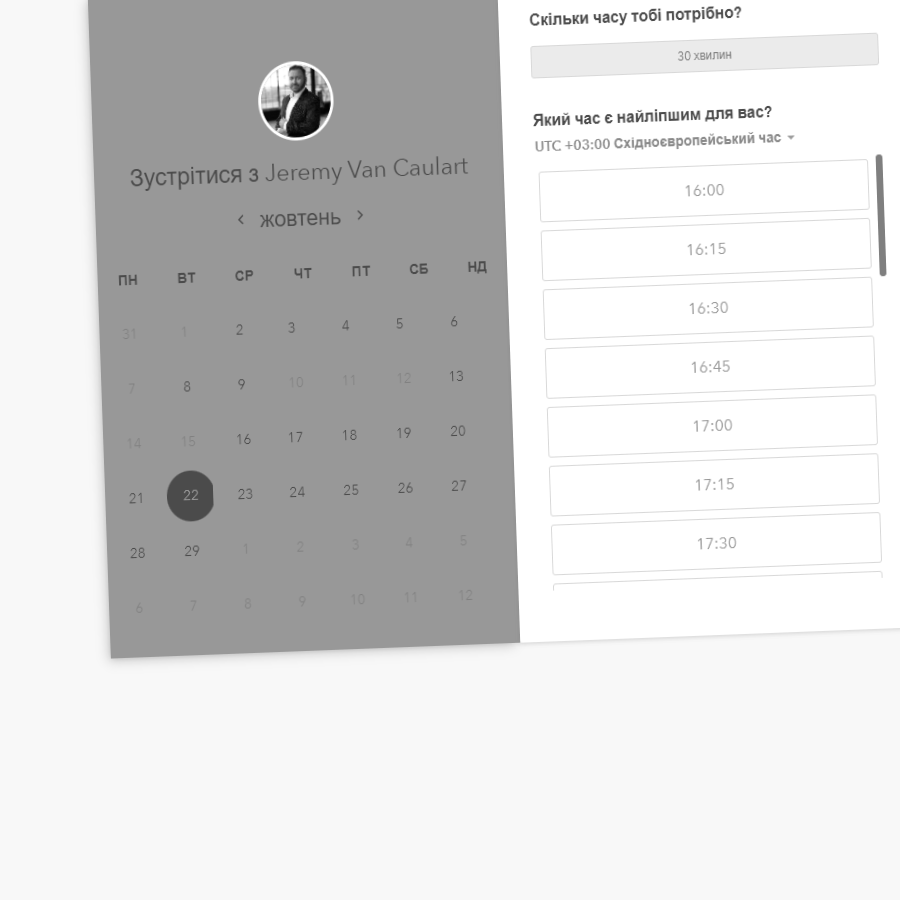 Зустрітися з Jeremy Van Caulart
‹ жовтень ›
ПН ВТ СР ЧТ ПТ СБ НД
31 1 2 3 4 5 6
7 8 9 10 11 12 13
14 15 16 17 18 19 20
21 22 23 24 25 26 27
28 29 1 2 3 4 5
6 7 8 9 10 11 12
Скільки часу тобі потрібно?
30 хвилин
Який час є найліпшим для вас?
UTC +03:00 Східноєвропейський час
16:00
16:15
16:30
16:45
17:00
17:15
17:30